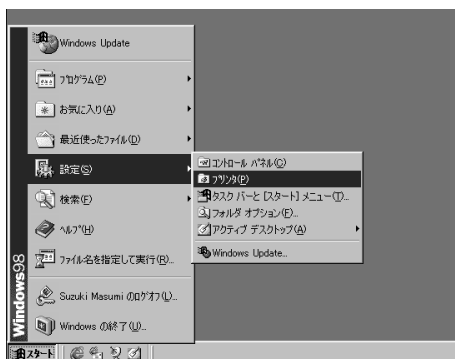 Windows Update
ﾌﾟﾛｸﾞﾗﾑ(P)
お気に入り(A)
最近使ったﾌｧｲﾙ(D)
設定(S)
検索(F)
ﾍﾙﾌﾟ(H)
ﾌｧｲﾙ名を指定して実行(R)...
Suzuki Masumi のﾛｸﾞｵﾌ(L)...
Windows の終了(U)...
Windows98
ｺﾝﾄﾛｰﾙ ﾊﾟﾈﾙ(C)
ﾌﾟﾘﾝﾀ(P)
タスク バーと [スタート] メニュー(T)...
フォルダ オプション(F)...
アクティブ デスクトップ(A)
Windows Update...
スタート